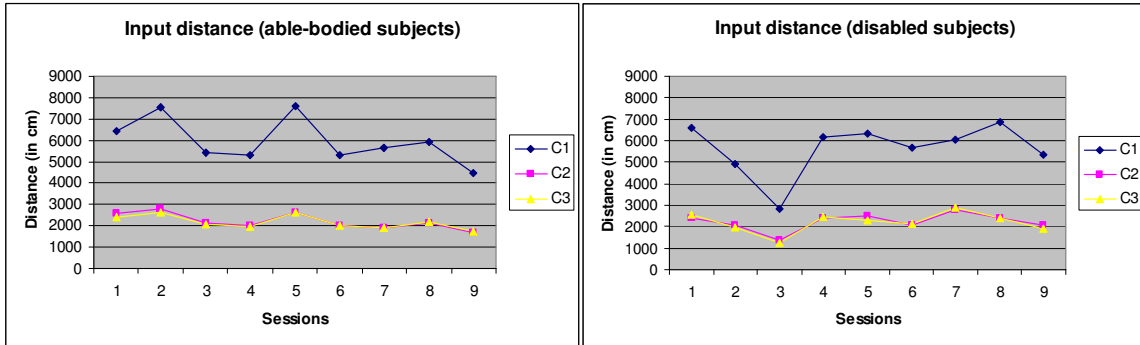 Input distance (able-bodied subjects)
9000
8000
7000
6000
5000
4000
3000
2000
1000
0
Distance (in cm)
1 2 3 4 5 6 7 8 9
Sessions
C1
C2
C3
Input distance (disabled subjects)
9000
8000
7000
6000
5000
4000
3000
2000
1000
0
Distance (in cm)
1 2 3 4 5 6 7 8 9
Sessions
C1
C2
C3